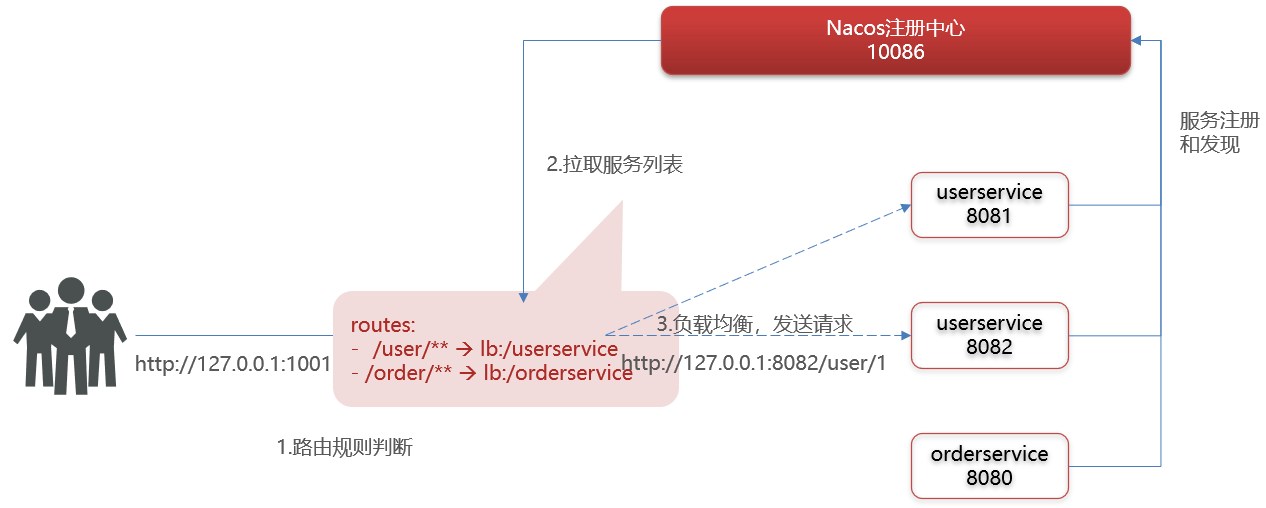 Nacos注册中心
10086
服务注册
和发现
2.拉取服务列表
userservice
8081
routes:
- /user/** → lb:/userservice
- /order/** → lb:/orderservice
3.负载均衡，发送请求
http://127.0.0.1:8082/user/1
userservice
8082
http://127.0.0.1:1001
1.路由规则判断
orderservice
8080